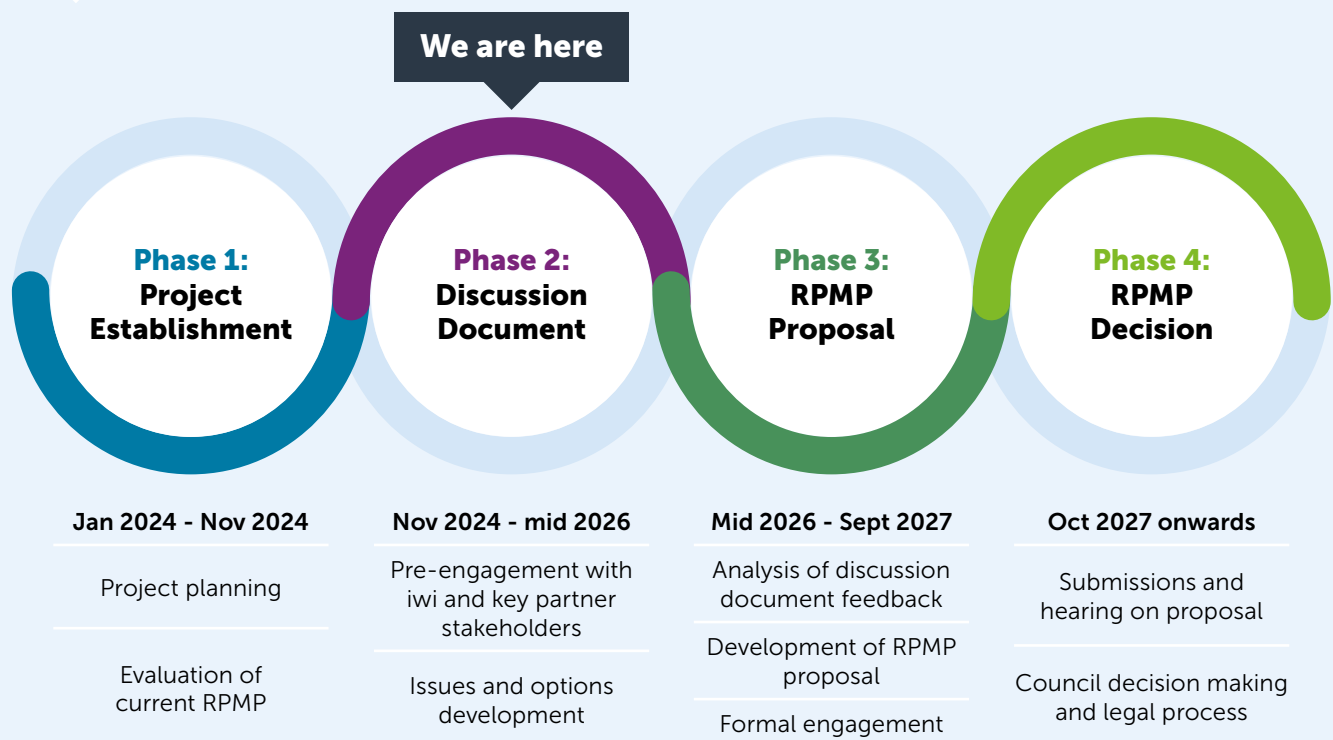 We are here
Phase 1:
Project
Establishment
Phase 2:
Discussion
Document
Phase 3:
RPMP
Proposal
Phase 4:
RPMP
Decision
Jan 2024 - Nov 2024
Project planning
Evaluation of
current RPMP
Nov 2024 - mid 2026
Pre-engagement with
iwi and key partner
stakeholders
Issues and options
development
Mid 2026 - Sept 2027
Analysis of discussion
document feedback
Development of RPMP
proposal
Formal engagement
Oct 2027 onwards
Submissions and
hearing on proposal
Council decision making
and legal process